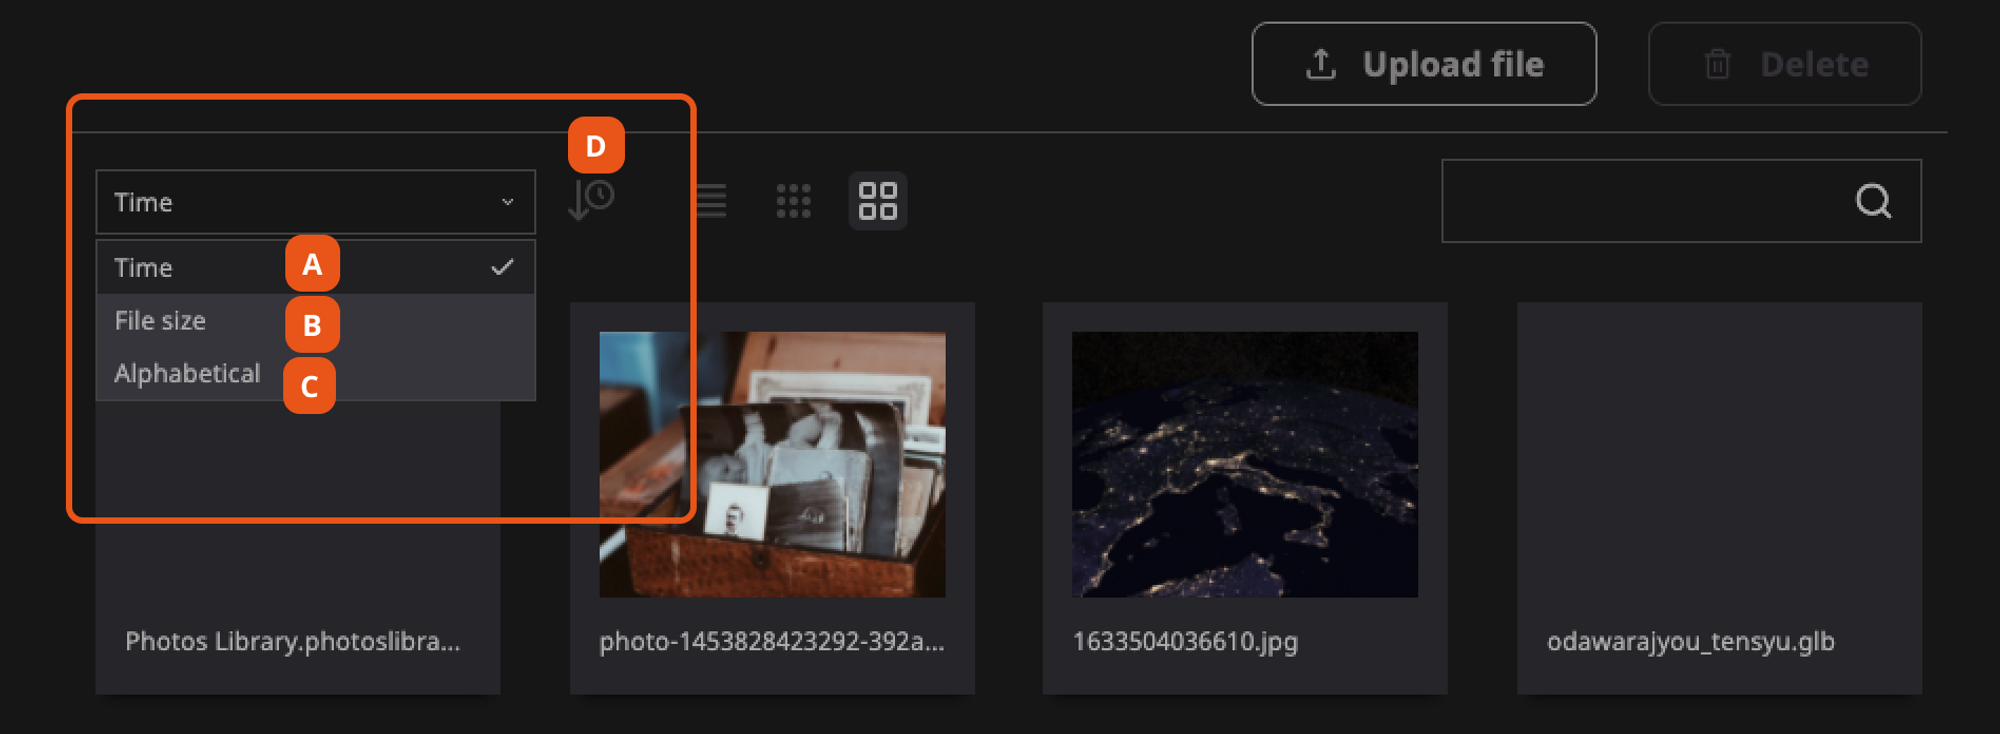 Upload file
Delete
D
Time
Time
A
File size
B
Alphabetical
C
Photos Library.photoslibra...
photo-1453828423292-392a...
1633504036610.jpg
odawarajyou_tensyu.glb